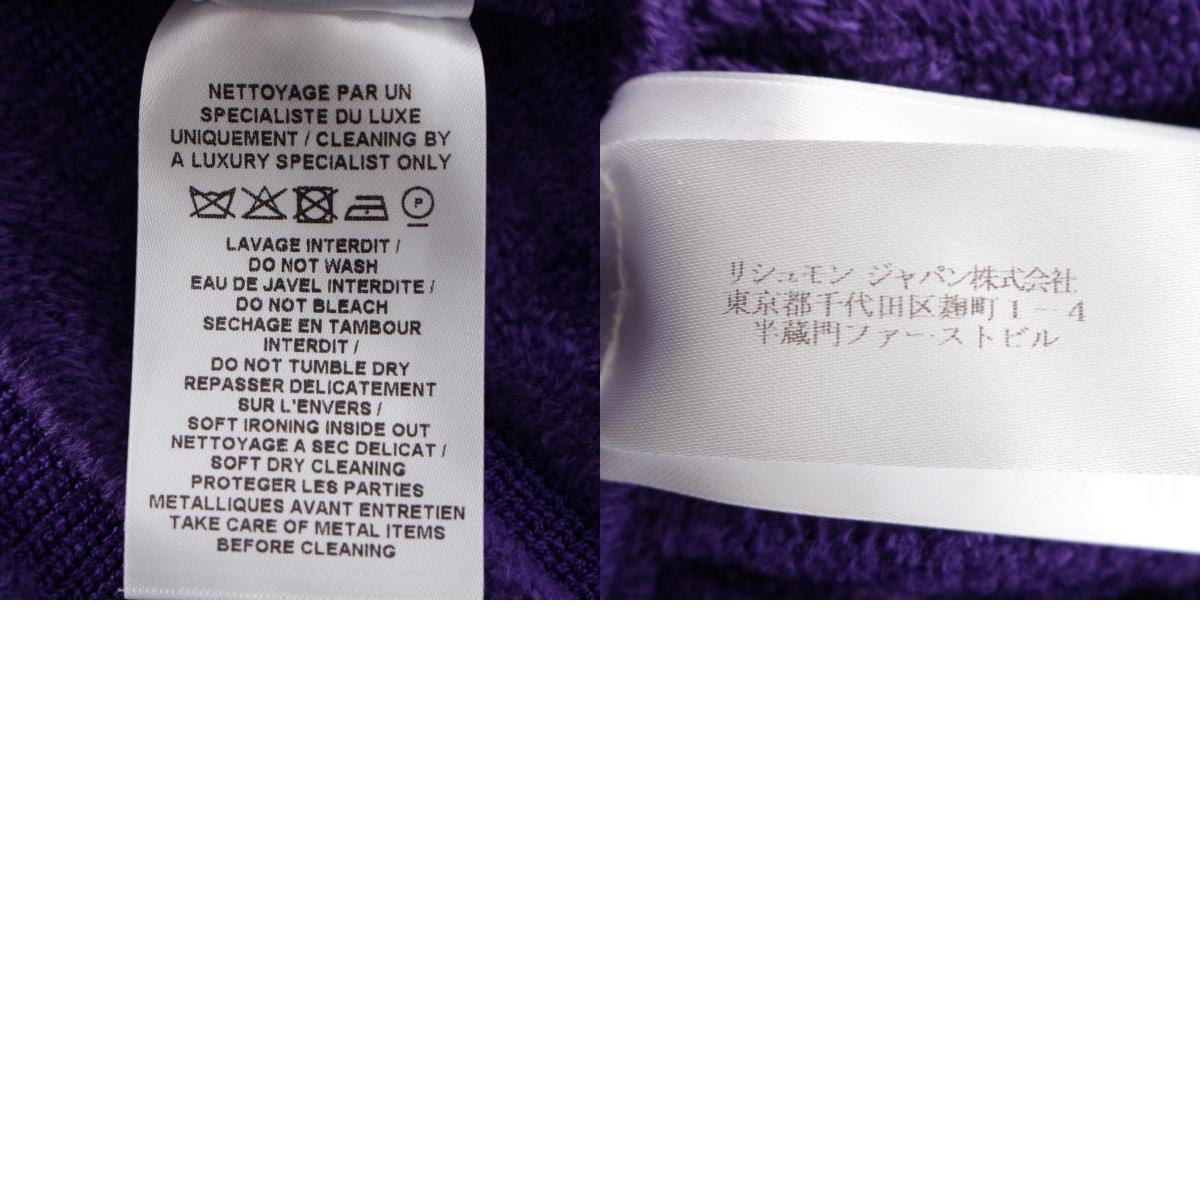 NETTOYAGE PAR UN
SPECIALISTE DU LUXE
UNIQUEMENT / CLEANING BY
A LUXURY SPECIALIST ONLY
P
LAVAGE INTERDIT /
DO NOT WASH
EAU DE JAVEL INTERDITE /
DO NOT BLEACH
SECHAGE EN TAMBOUR
INTERDIT /
DO NOT TUMBLE DRY
REPASSER DELICATEMENT
SUR L'ENVERS /
SOFT IRONING INSIDE OUT
NETTOYAGE A SEC DELICAT /
SOFT DRY CLEANING
PROTEGER LES PARTIES
METALLIQUES AVANT ENTRETIEN
TAKE CARE OF METAL ITEMS
BEFORE CLEANING
リシュモン ジャパン株式会社
東京都千代田区麹町1-4
半蔵門ファーストビル